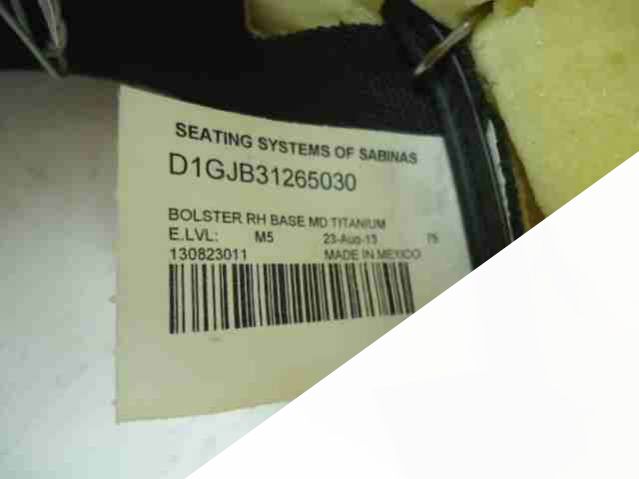 SEATING SYSTEMS OF SABINAS
D1GJB31265030
BOLSTER RH BASE MD TITANIUM
E.LVL: M5 23-Aug-13 75
130823011 MADE IN MEXICO